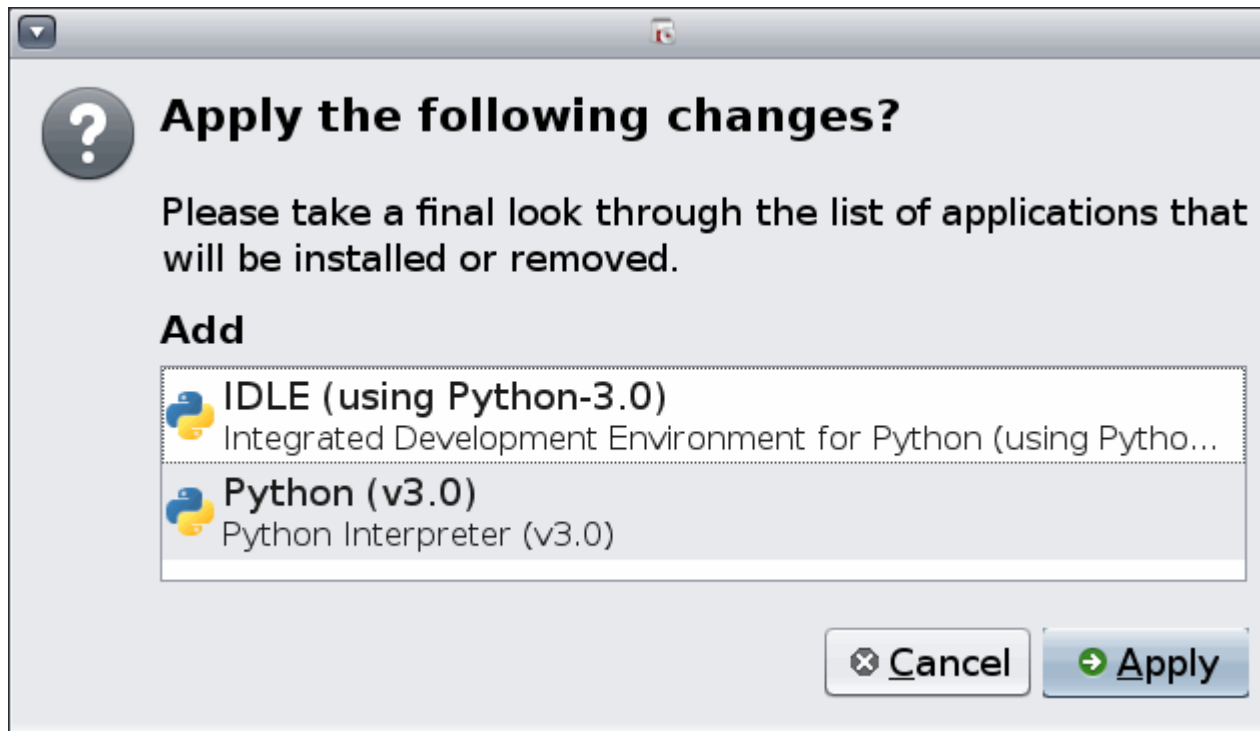 Apply the following changes?
Please take a final look through the list of applications that
will be installed or removed.
Add
IDLE (using Python-3.0)
Integrated Development Environment for Python (using Pytho...
Python (v3.0)
Python Interpreter (v3.0)
Cancel
Apply